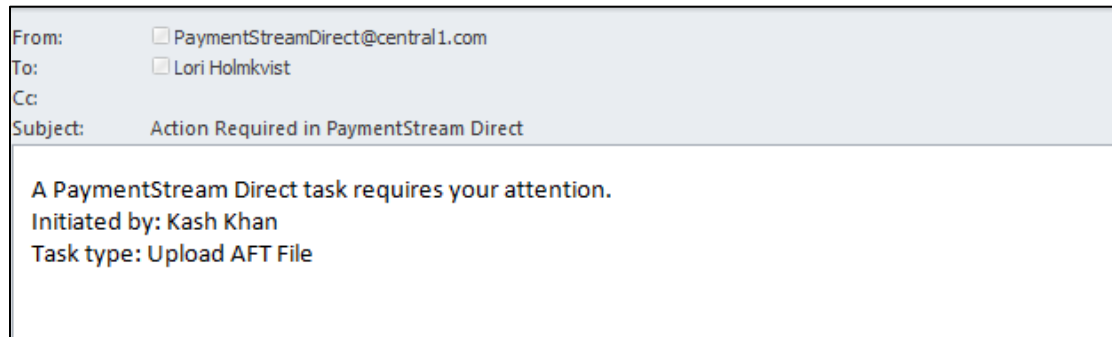 From: PaymentStreamDirect@central1.com
To: Lori Holmkvist
Cc:
Subject: Action Required in PaymentStream Direct
A PaymentStream Direct task requires your attention.
Initiated by: Kash Khan
Task type: Upload AFT File